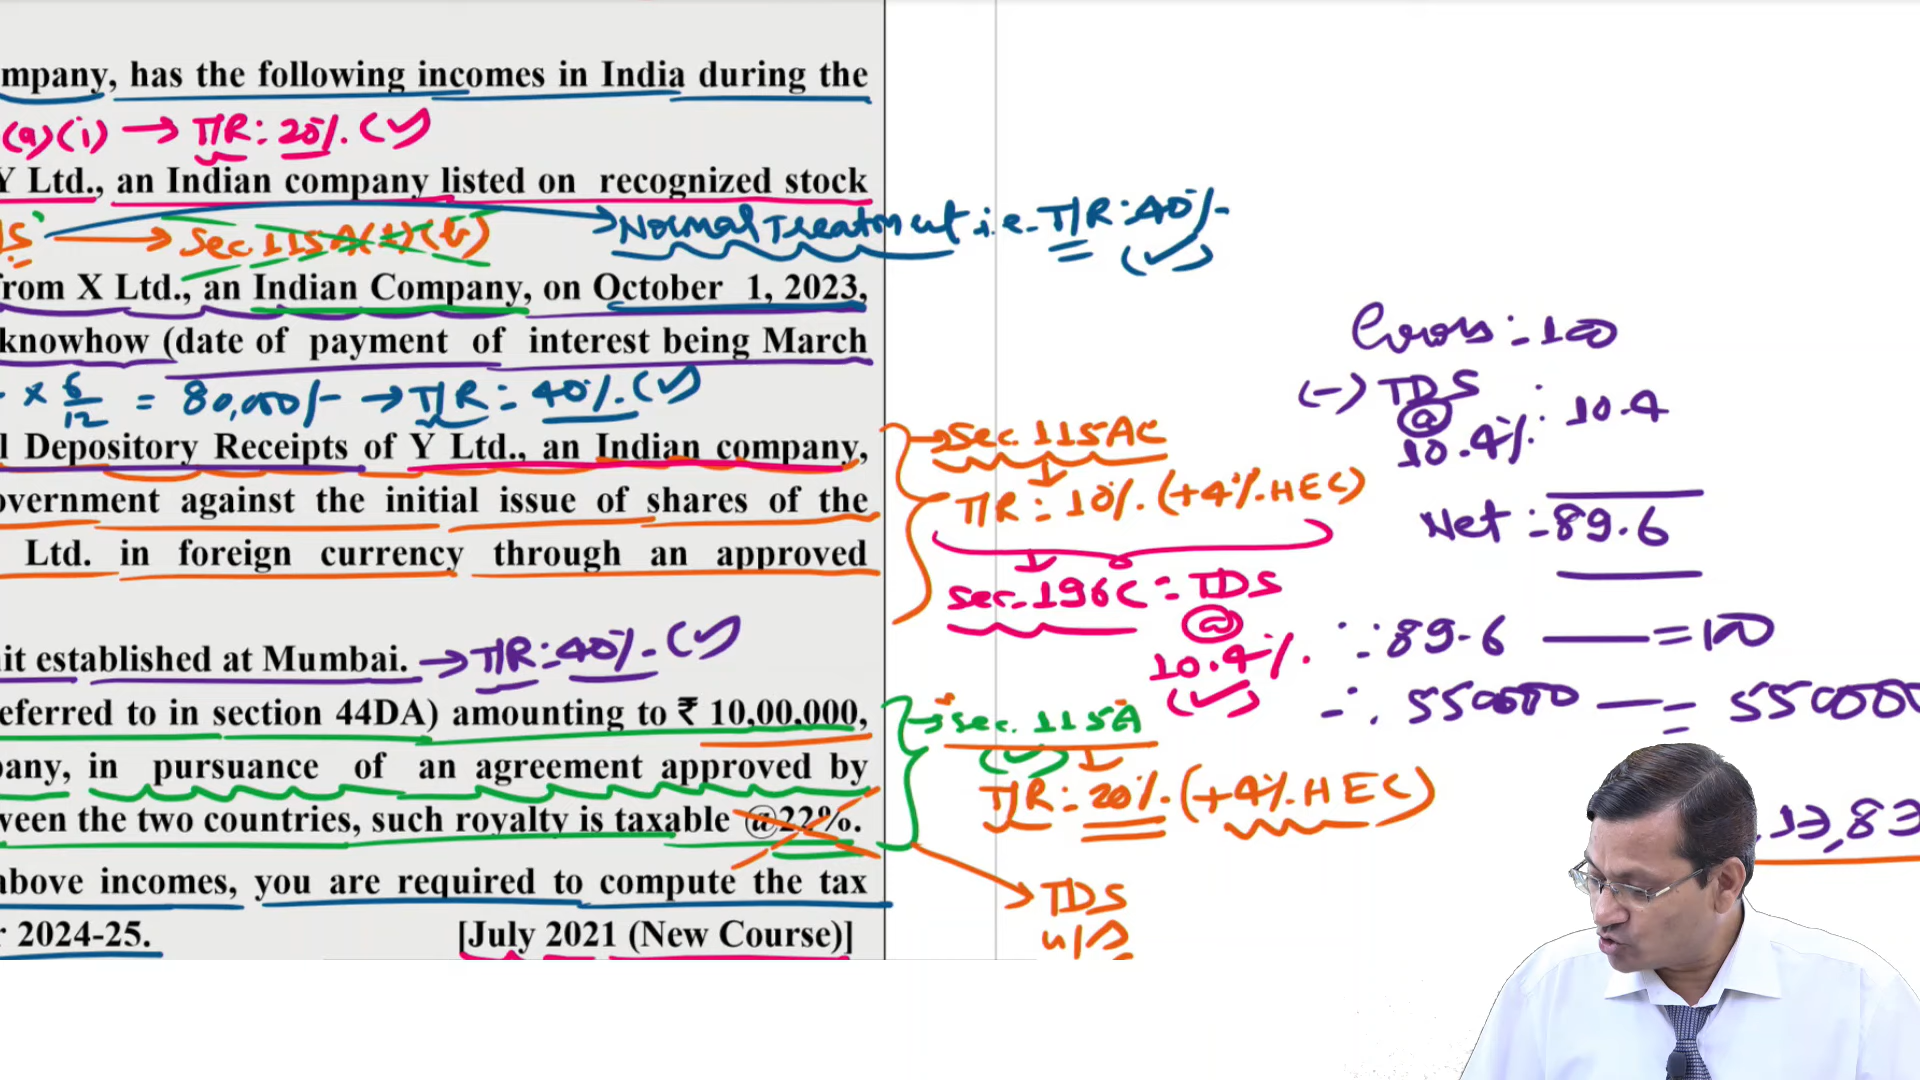 mpany, has the following incomes in India during the
(a)(i) → T/R: 20%. (✓)
Y Ltd., an Indian company listed on recognized stock
→ Sec. 115A(1)(b)
→ Normal Treatment i.e. T/R: 40%
(✓)
rom X Ltd., an Indian Company, on October 1, 2023,
knowhow (date of payment of interest being March
× 6/12 = 80,000/- → T/R = 40%. (✓)
l Depository Receipts of Y Ltd., an Indian company,
overnment against the initial issue of shares of the
Ltd. in foreign currency through an approved
it established at Mumbai. → T/R = 40%. (✓)
eferred to in section 44DA) amounting to ₹ 10,00,000,
any, in pursuance of an agreement approved by
ween the two countries, such royalty is taxable @22%.
above incomes, you are required to compute the tax
r 2024-25. [July 2021 (New Course)]
→ Sec. 115AC
↓
T/R = 10%. (+4%. HEC)
↓
Sec. 196C = TDS
@
10.4%.
(✓)
→ Sec. 115A
(✓) ↓
T/R = 20%. (+4%. HEC)
→ TDS
u/s
Gross: = 100
(-) TDS : 10.4
@
10.4%
Net : = 89.6
∵ 89.6 — = 100
∴ 550000 — = 550000
13,83